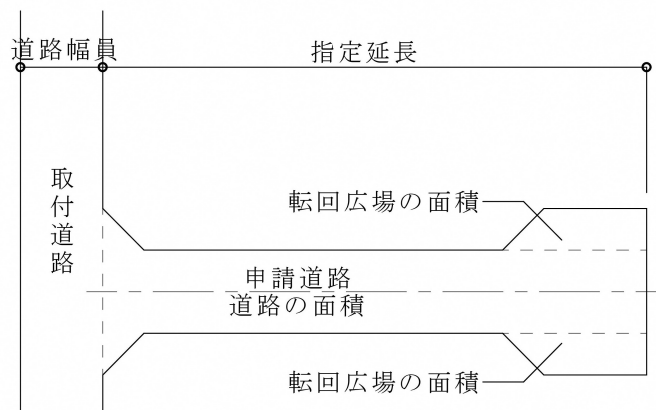 道路幅員
指定延長
取付道路
転回広場の面積
申請道路
道路の面積
転回広場の面積